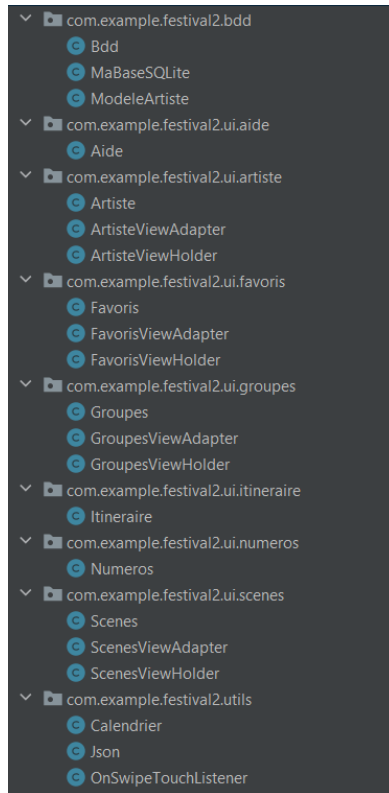 com.example.festival2.bdd
C Bdd
C MaBaseSQLite
C ModeleArtiste
com.example.festival2.ui.aide
C Aide
com.example.festival2.ui.artiste
C Artiste
C ArtisteViewAdapter
C ArtisteViewHolder
com.example.festival2.ui.favoris
C Favoris
C FavorisViewAdapter
C FavorisViewHolder
com.example.festival2.ui.groupes
C Groupes
C GroupesViewAdapter
C GroupesViewHolder
com.example.festival2.ui.itineraire
C Itineraire
com.example.festival2.ui.numeros
C Numeros
com.example.festival2.ui.scenes
C Scenes
C ScenesViewAdapter
C ScenesViewHolder
com.example.festival2.utils
C Calendrier
C Json
C OnSwipeTouchListener